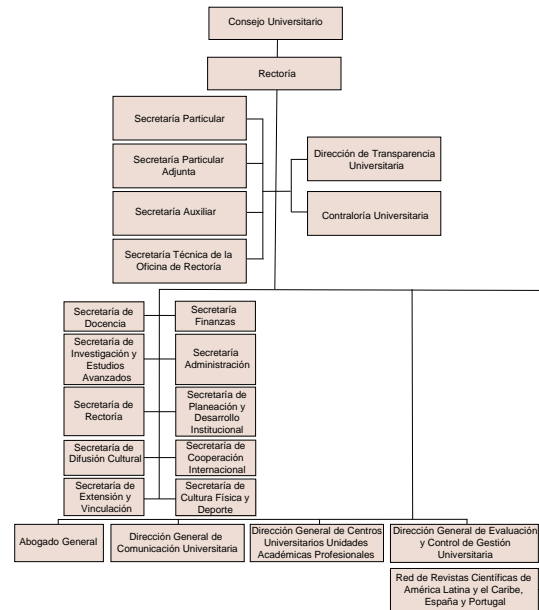 Consejo Universitario
Rectoría
Secretaría Particular
Secretaría Particular
Adjunta
Secretaría Auxiliar
Secretaría Técnica de la
Oficina de Rectoría
Dirección de Transparencia
Universitaria
Contraloría Universitaria
Secretaría de
Docencia
Secretaría
Finanzas
Secretaría de
Investigación y
Estudios
Avanzados
Secretaría
Administración
Secretaría de
Rectoría
Secretaría de
Planeación y
Desarrollo
Institucional
Secretaría de
Difusión Cultural
Secretaría de
Cooperación
Internacional
Secretaría de
Extensión y
Vinculación
Secretaría de
Cultura Física y
Deporte
Abogado General
Dirección General de
Comunicación Universitaria
Dirección General de Centros
Universitarios Unidades
Académicas Profesionales
Dirección General de Evaluación
y Control de Gestión
Universitaria
Red de Revistas Científicas de
América Latina y el Caribe,
España y Portugal